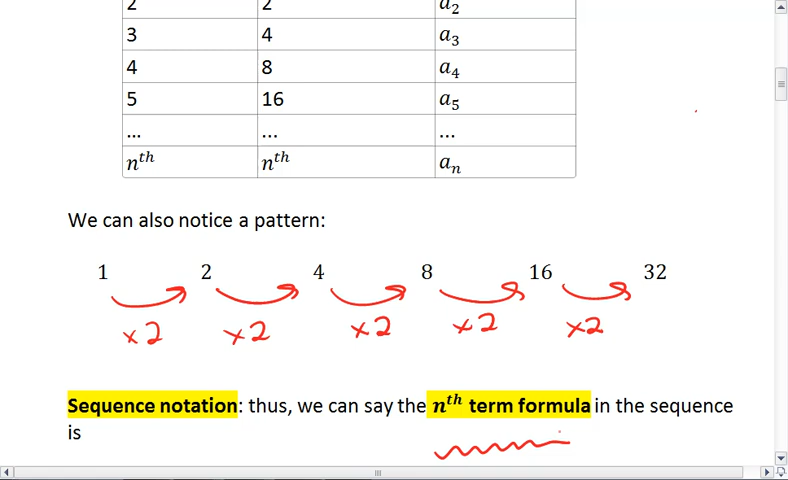 2 2 a₂
3 4 a₃
4 8 a₄
5 16 a₅
... ... ...
nᵗʰ nᵗʰ aₙ
We can also notice a pattern:
1 2 4 8 16 32
×2 ×2 ×2 ×2 ×2
Sequence notation: thus, we can say the nᵗʰ term formula in the sequence
is